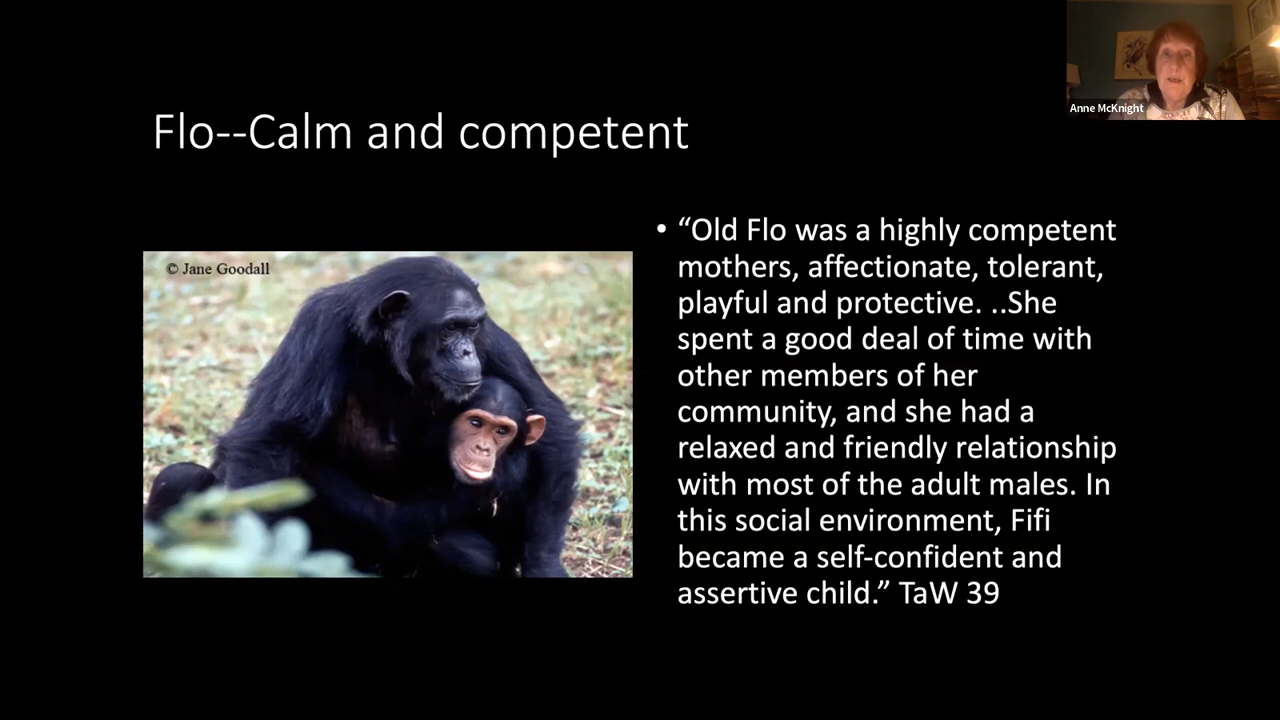 Anne McKnight
Flo--Calm and competent
© Jane Goodall
• “Old Flo was a highly competent
mothers, affectionate, tolerant,
playful and protective. ..She
spent a good deal of time with
other members of her
community, and she had a
relaxed and friendly relationship
with most of the adult males. In
this social environment, Fifi
became a self-confident and
assertive child.” TaW 39